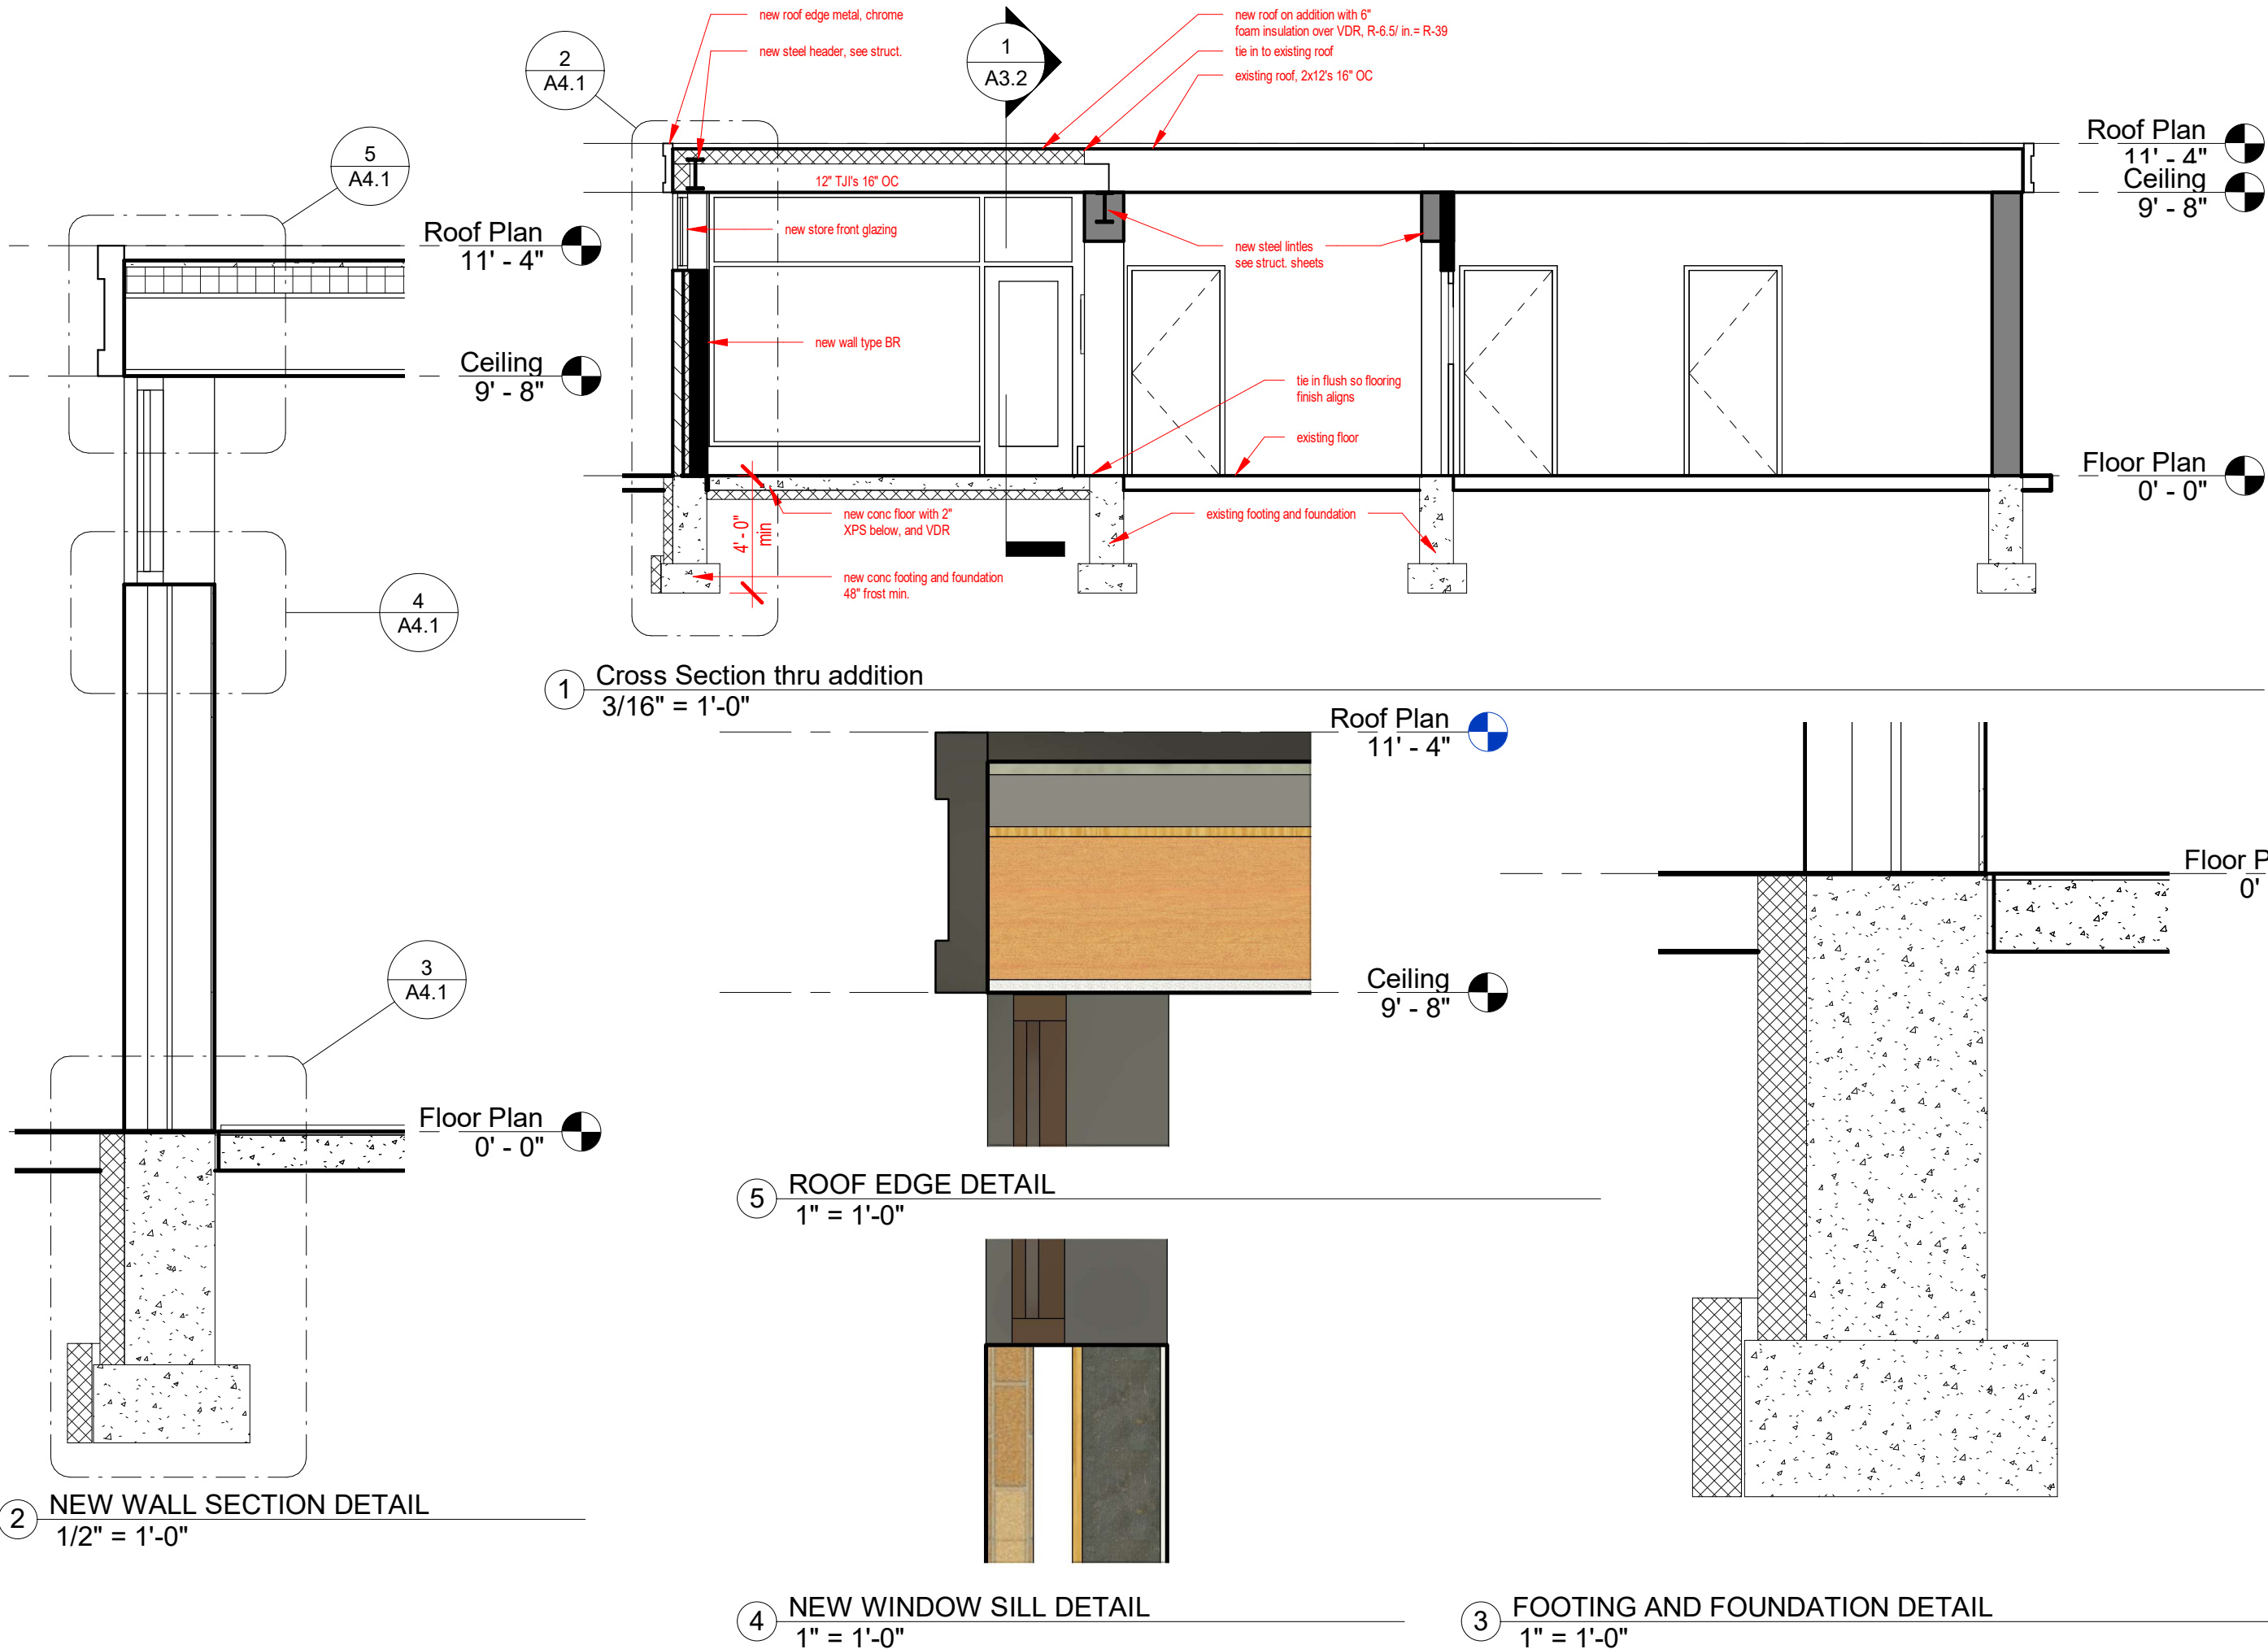 new roof edge metal, chrome
new steel header, see struct.
2
A4.1
1
A3.2
new roof on addition with 6"
foam insulation over VDR, R-6.5/ in.= R-39
tie in to existing roof
existing roof, 2x12's 16" OC
Roof Plan
11' - 4"
Ceiling
9' - 8"
12" TJI's 16" OC
new store front glazing
new steel lintles
see struct. sheets
new wall type BR
tie in flush so flooring
finish aligns
existing floor
Floor Plan
0' - 0"
new conc floor with 2"
XPS below, and VDR
existing footing and foundation
4' - 0"
min
new conc footing and foundation
48" frost min.
1
Cross Section thru addition
3/16" = 1'-0"
5
A4.1
Roof Plan
11' - 4"
Ceiling
9' - 8"
4
A4.1
3
A4.1
Floor Plan
0' - 0"
2
NEW WALL SECTION DETAIL
1/2" = 1'-0"
Roof Plan
11' - 4"
Ceiling
9' - 8"
5
ROOF EDGE DETAIL
1" = 1'-0"
4
NEW WINDOW SILL DETAIL
1" = 1'-0"
Floor P
0'
3
FOOTING AND FOUNDATION DETAIL
1" = 1'-0"